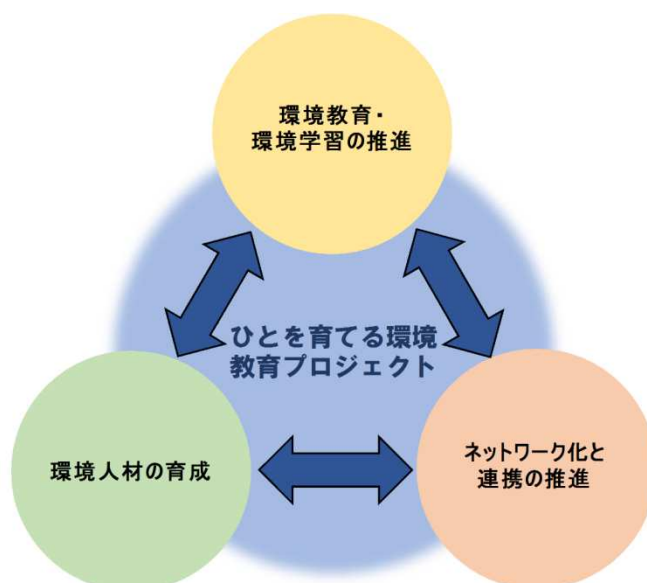 環境教育・
環境学習の推進
ひとを育てる環境
教育プロジェクト
環境人材の育成
ネットワーク化と
連携の推進